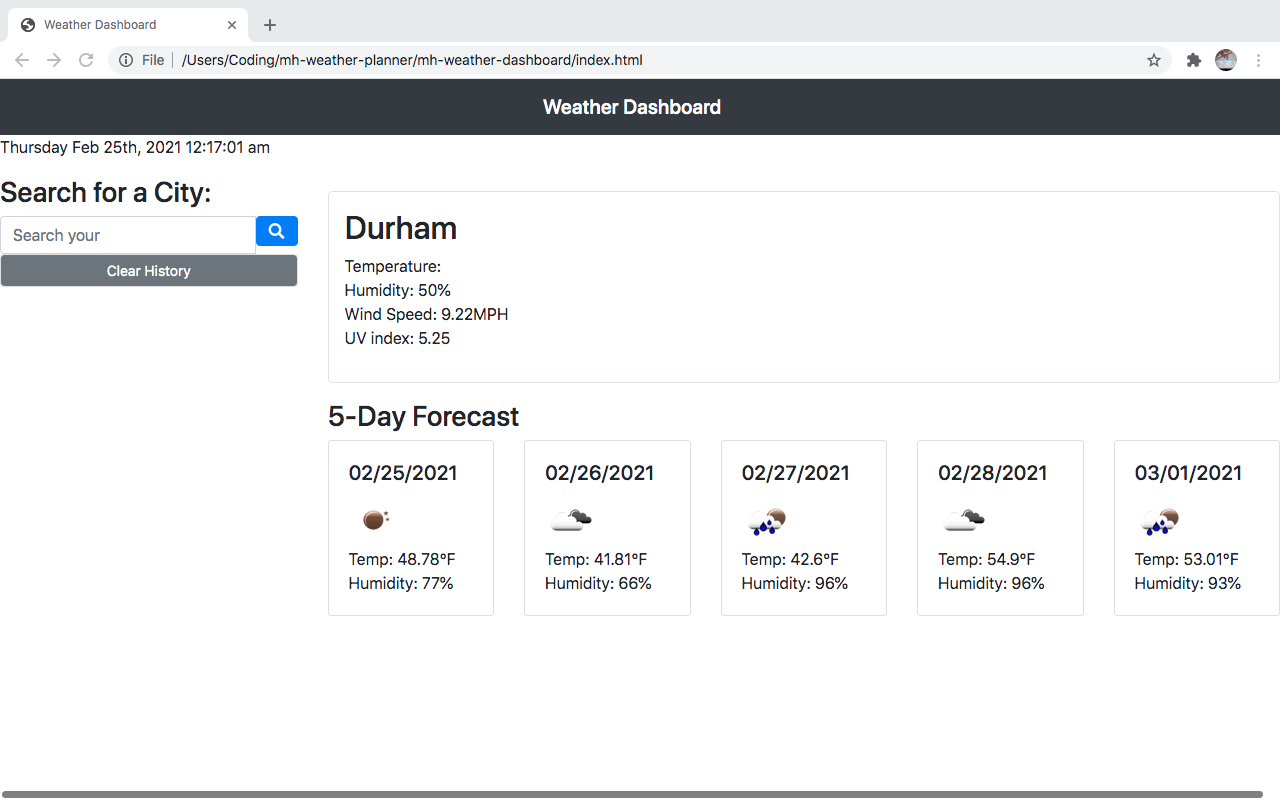 Weather Dashboard
File /Users/Coding/mh-weather-planner/mh-weather-dashboard/index.html
Weather Dashboard
Thursday Feb 25th, 2021 12:17:01 am
Search for a City:
Search your
Clear History
Durham
Temperature:
Humidity: 50%
Wind Speed: 9.22MPH
UV index: 5.25
5-Day Forecast
02/25/2021
Temp: 48.78°F
Humidity: 77%
02/26/2021
Temp: 41.81°F
Humidity: 66%
02/27/2021
Temp: 42.6°F
Humidity: 96%
02/28/2021
Temp: 54.9°F
Humidity: 96%
03/01/2021
Temp: 53.01°F
Humidity: 93%